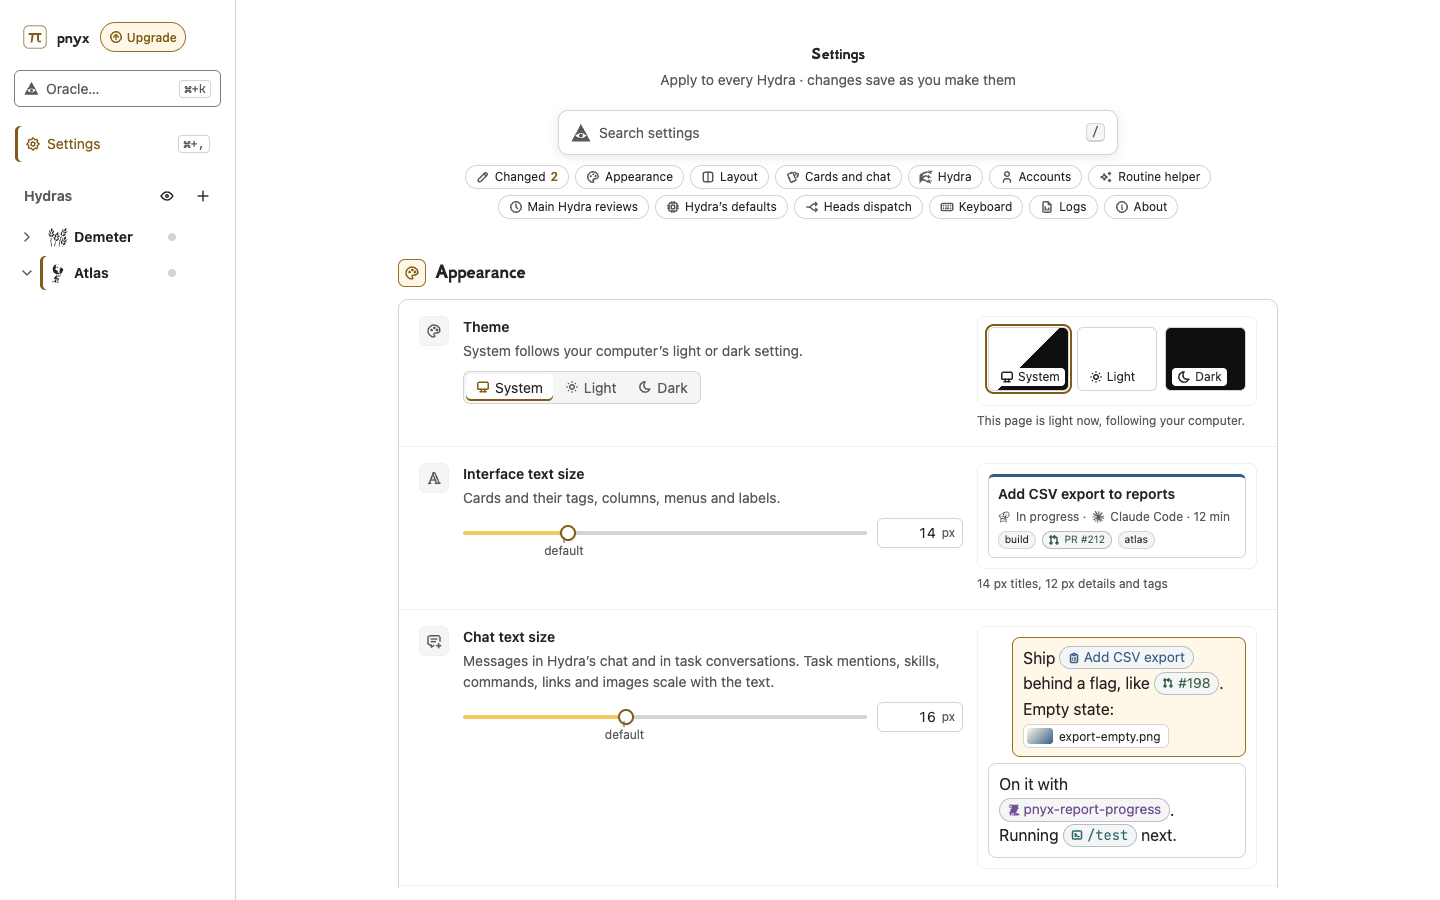 pnyx
Upgrade
Oracle...
⌘+K
Settings
⌘+,
Hydras
Demeter
Atlas
Settings
Apply to every Hydra · changes save as you make them
Search settings
/
Changed 2
Appearance
Layout
Cards and chat
Hydra
Accounts
Routine helper
Main Hydra reviews
Hydra's defaults
Heads dispatch
Keyboard
Logs
About
Appearance
Theme
System follows your computer's light or dark setting.
System
Light
Dark
System
Light
Dark
This page is light now, following your computer.
Interface text size
Cards and their tags, columns, menus and labels.
default
14 px
Add CSV export to reports
In progress · Claude Code · 12 min
build
PR #212
atlas
14 px titles, 12 px details and tags
Chat text size
Messages in Hydra's chat and in task conversations. Task mentions, skills,
commands, links and images scale with the text.
default
16 px
Ship Add CSV export
behind a flag, like #198.
Empty state:
export-empty.png
On it with
pnyx-report-progress.
Running /test next.